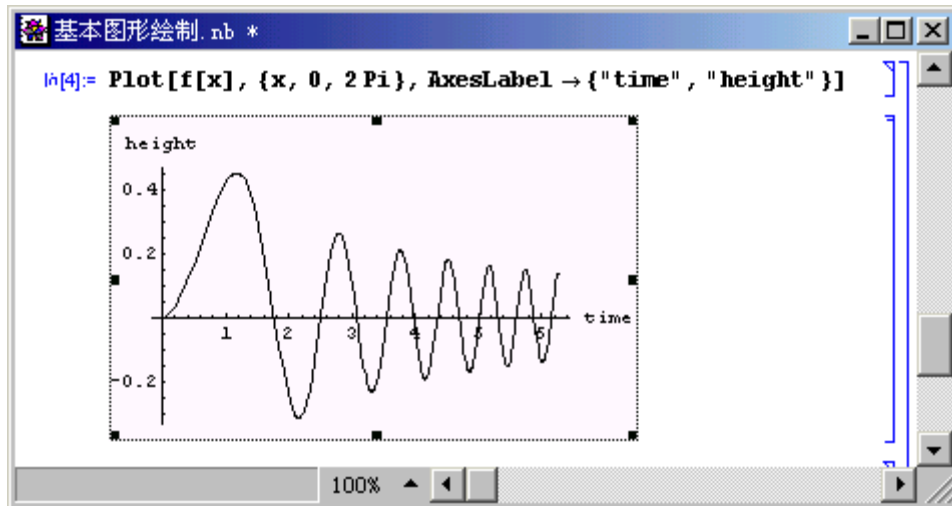 基本图形绘制.nb *
In[4]:= Plot[f[x], {x, 0, 2 Pi}, AxesLabel → {"time", "height"}]
height
0.4
0.2
1 2 3 4 5 6 time
-0.2
100%